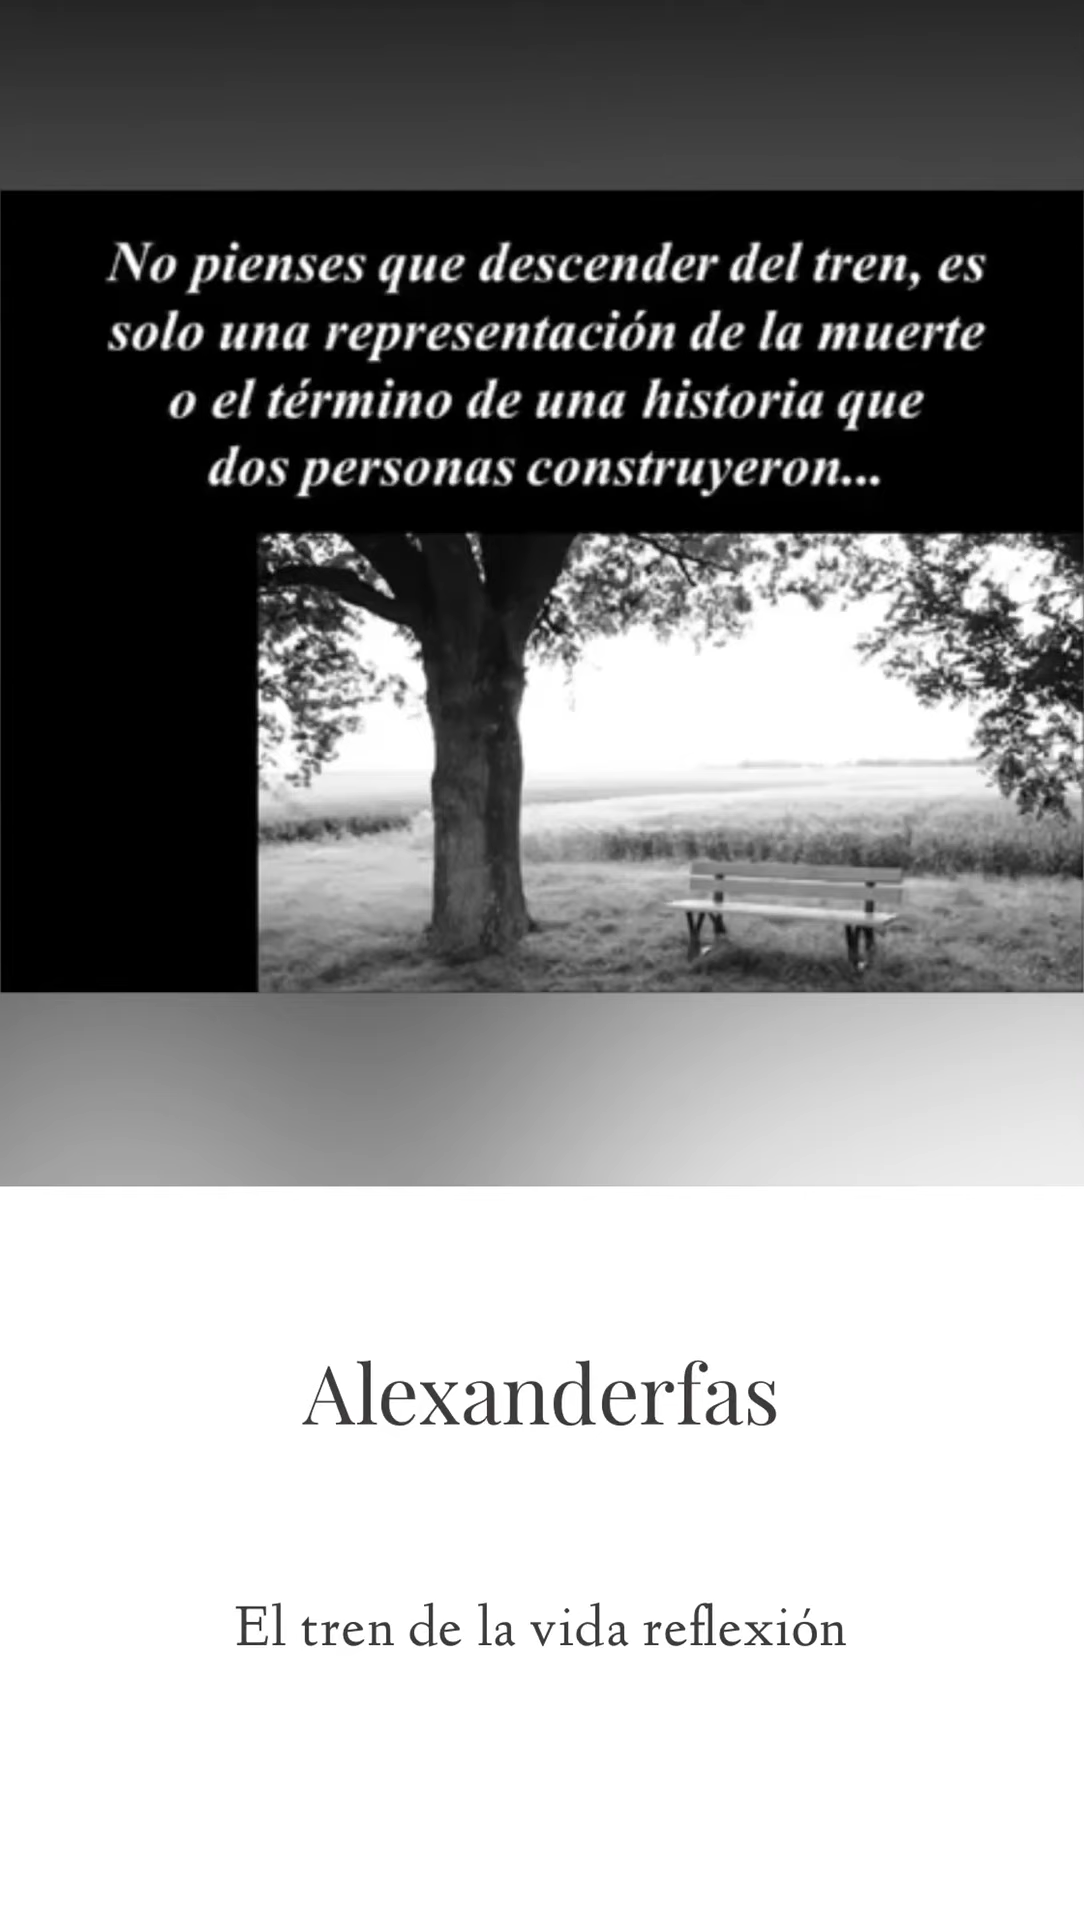 No pienses que descender del tren, es
solo una representación de la muerte
o el término de una historia que
dos personas construyeron...
Alexanderfas
El tren de la vida reflexión